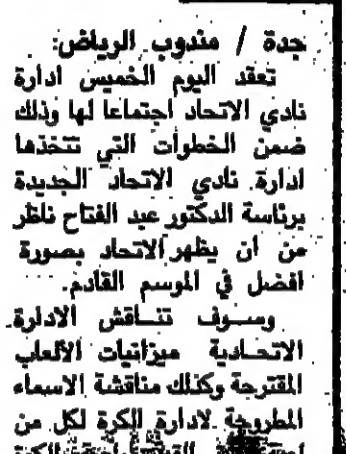 جدة / مندوب الرياض:
تعقد اليوم الخميس ادارة
نادي الاتحاد اجتماعا لها وذلك
ضمن الخطوات التي تتخذها
ادارة نادي الاتحاد الجديدة
برئاسة الدكتور عبد الفتاح ناظر
من ان يظهر الاتحاد بصورة
افضل في الموسم القادم.
وسوف تناقش الادارة
الاتحادية ميزانيات الألعاب
المقترحة وكذلك مناقشة الاسماء
المطروحة لادارة الكرة لكل من